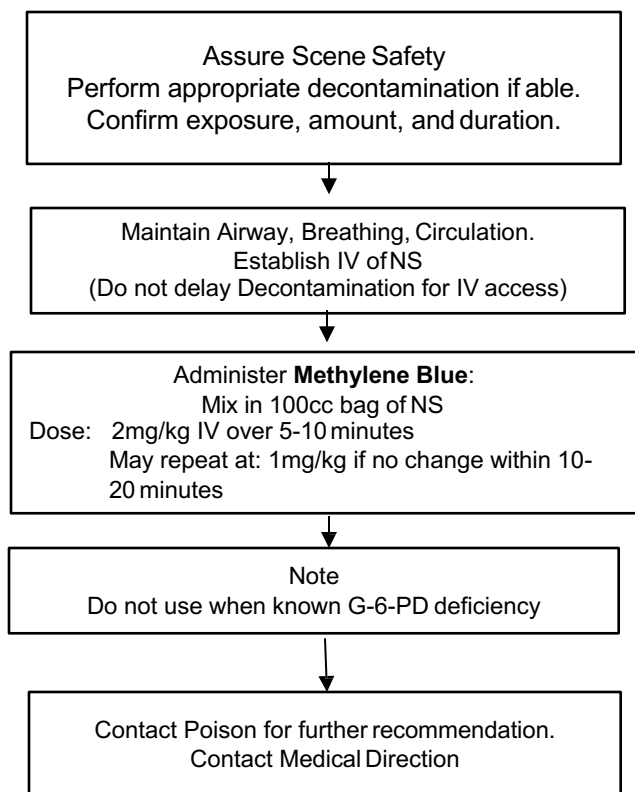 Assure Scene Safety
Perform appropriate decontamination if able.
Confirm exposure, amount, and duration.
Maintain Airway, Breathing, Circulation.
Establish IV of NS
(Do not delay Decontamination for IV access)
Administer Methylene Blue:
Mix in 100cc bag of NS
Dose: 2mg/kg IV over 5-10 minutes
May repeat at: 1mg/kg if no change within 10-
20 minutes
Note
Do not use when known G-6-PD deficiency
Contact Poison for further recommendation.
Contact Medical Direction